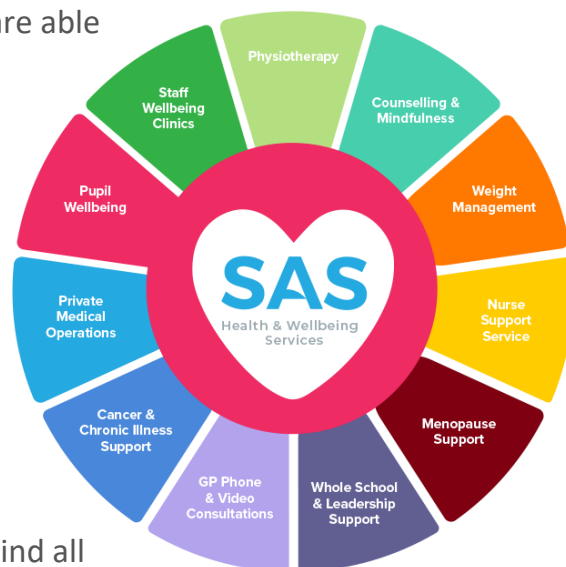 are able
Physiotherapy
Counselling &
Mindfulness
Weight
Management
Nurse
Support
Service
Menopause
Support
Whole School
& Leadership
Support
GP Phone
& Video
Consultations
Cancer &
Chronic Illness
Support
Private
Medical
Operations
Pupil
Wellbeing
Staff
Wellbeing
Clinics
SAS
Health & Wellbeing
Services
ind all